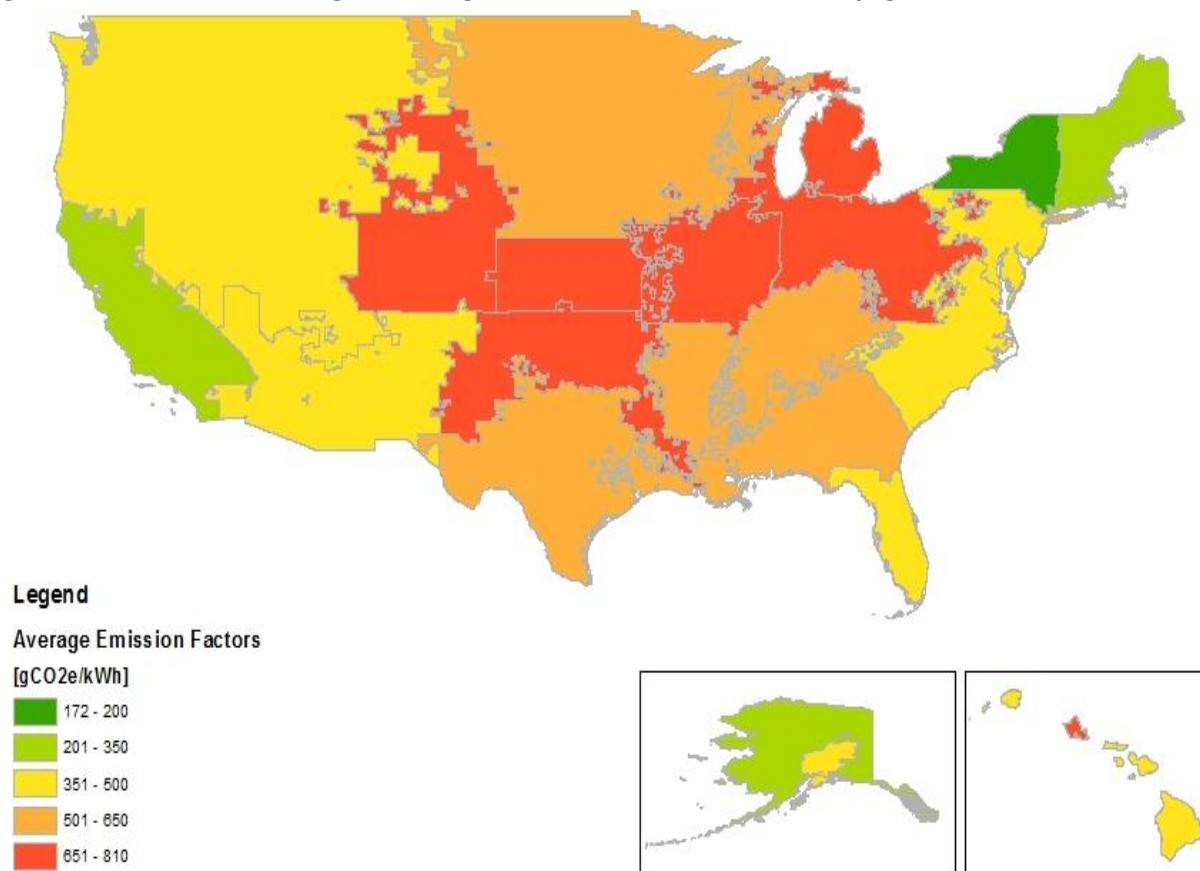 Legend
Average Emission Factors
[gCO2e/kWh]
172 - 200
201 - 350
351 - 500
501 - 650
651 - 810